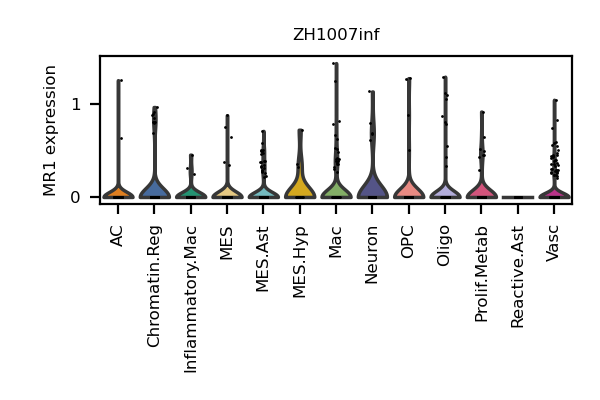 ZH1007inf
MR1 expression
1
0
AC
Chromatin.Reg
Inflammatory.Mac
MES
MES.Ast
MES.Hyp
Mac
Neuron
OPC
Oligo
Prolif.Metab
Reactive.Ast
Vasc